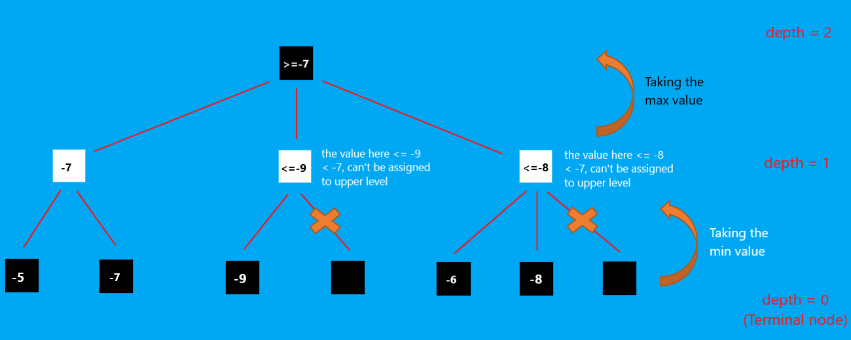 depth = 2
>=-7
Taking the
max value
-7
<=-9
the value here <= -9
< -7, can't be assigned
to upper level
<=-8
the value here <= -8
< -7, can't be assigned
to upper level
depth = 1
Taking the
min value
-5
-7
-9
-6
-8
depth = 0
(Terminal node)